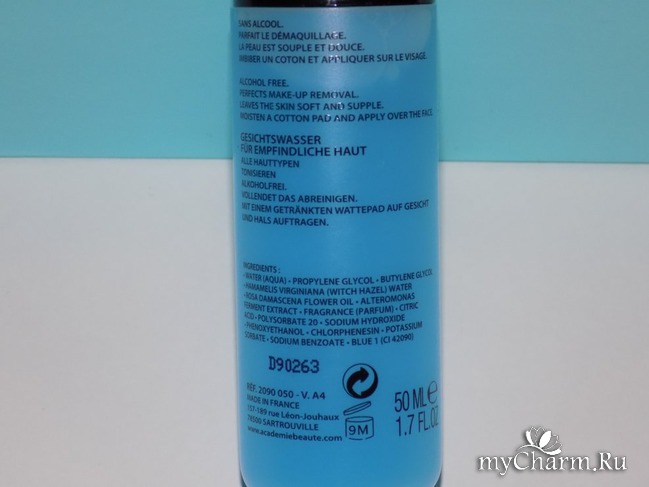 SANS ALCOOL.
PARFAIT LE DÉMAQUILLAGE.
LA PEAU EST SOUPLE ET DOUCE.
IMBIBER UN COTON ET APPLIQUER SUR LE VISAGE.
ALCOHOL FREE.
PERFECTS MAKE-UP REMOVAL.
LEAVES THE SKIN SOFT AND SUPPLE.
MOISTEN A COTTON PAD AND APPLY OVER THE FACE
GESICHTSWASSER
FÜR EMPFINDLICHE HAUT
ALLE HAUTTYPEN
TONISIEREN
ALKOHOLFREI.
VOLLENDET DAS ABREINIGEN.
MIT EINEM GETRÄNKTEN WATTEPAD AUF GESICHT
UND HALS AUFTRAGEN.
INGREDIENTS :
• WATER (AQUA) • PROPYLENE GLYCOL • BUTYLENE GLYCOL
• HAMAMELIS VIRGINIANA (WITCH HAZEL) WATER
• ROSA DAMASCENA FLOWER OIL • ALTEROMONAS
FERMENT EXTRACT • FRAGRANCE (PARFUM) • CITRIC
ACID • POLYSORBATE 20 • SODIUM HYDROXIDE
• PHENOXYETHANOL • CHLORPHENESIN • POTASSIUM
SORBATE • SODIUM BENZOATE • BLUE 1 (CI 42090)
D90263
RÉF. 2090 050 - V. A4
MADE IN FRANCE
157-189 rue Léon-Jouhaux
78500 SARTROUVILLE
www.academiebeaute.com
9M
50 ML e
1.7 FL.OZ
myCharm.Ru